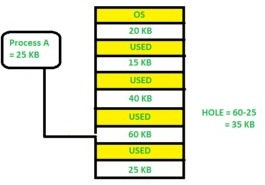 Process A
= 25 KB
OS
20 KB
USED
15 KB
USED
40 KB
USED
60 KB
USED
25 KB
HOLE = 60-25
= 35 KB